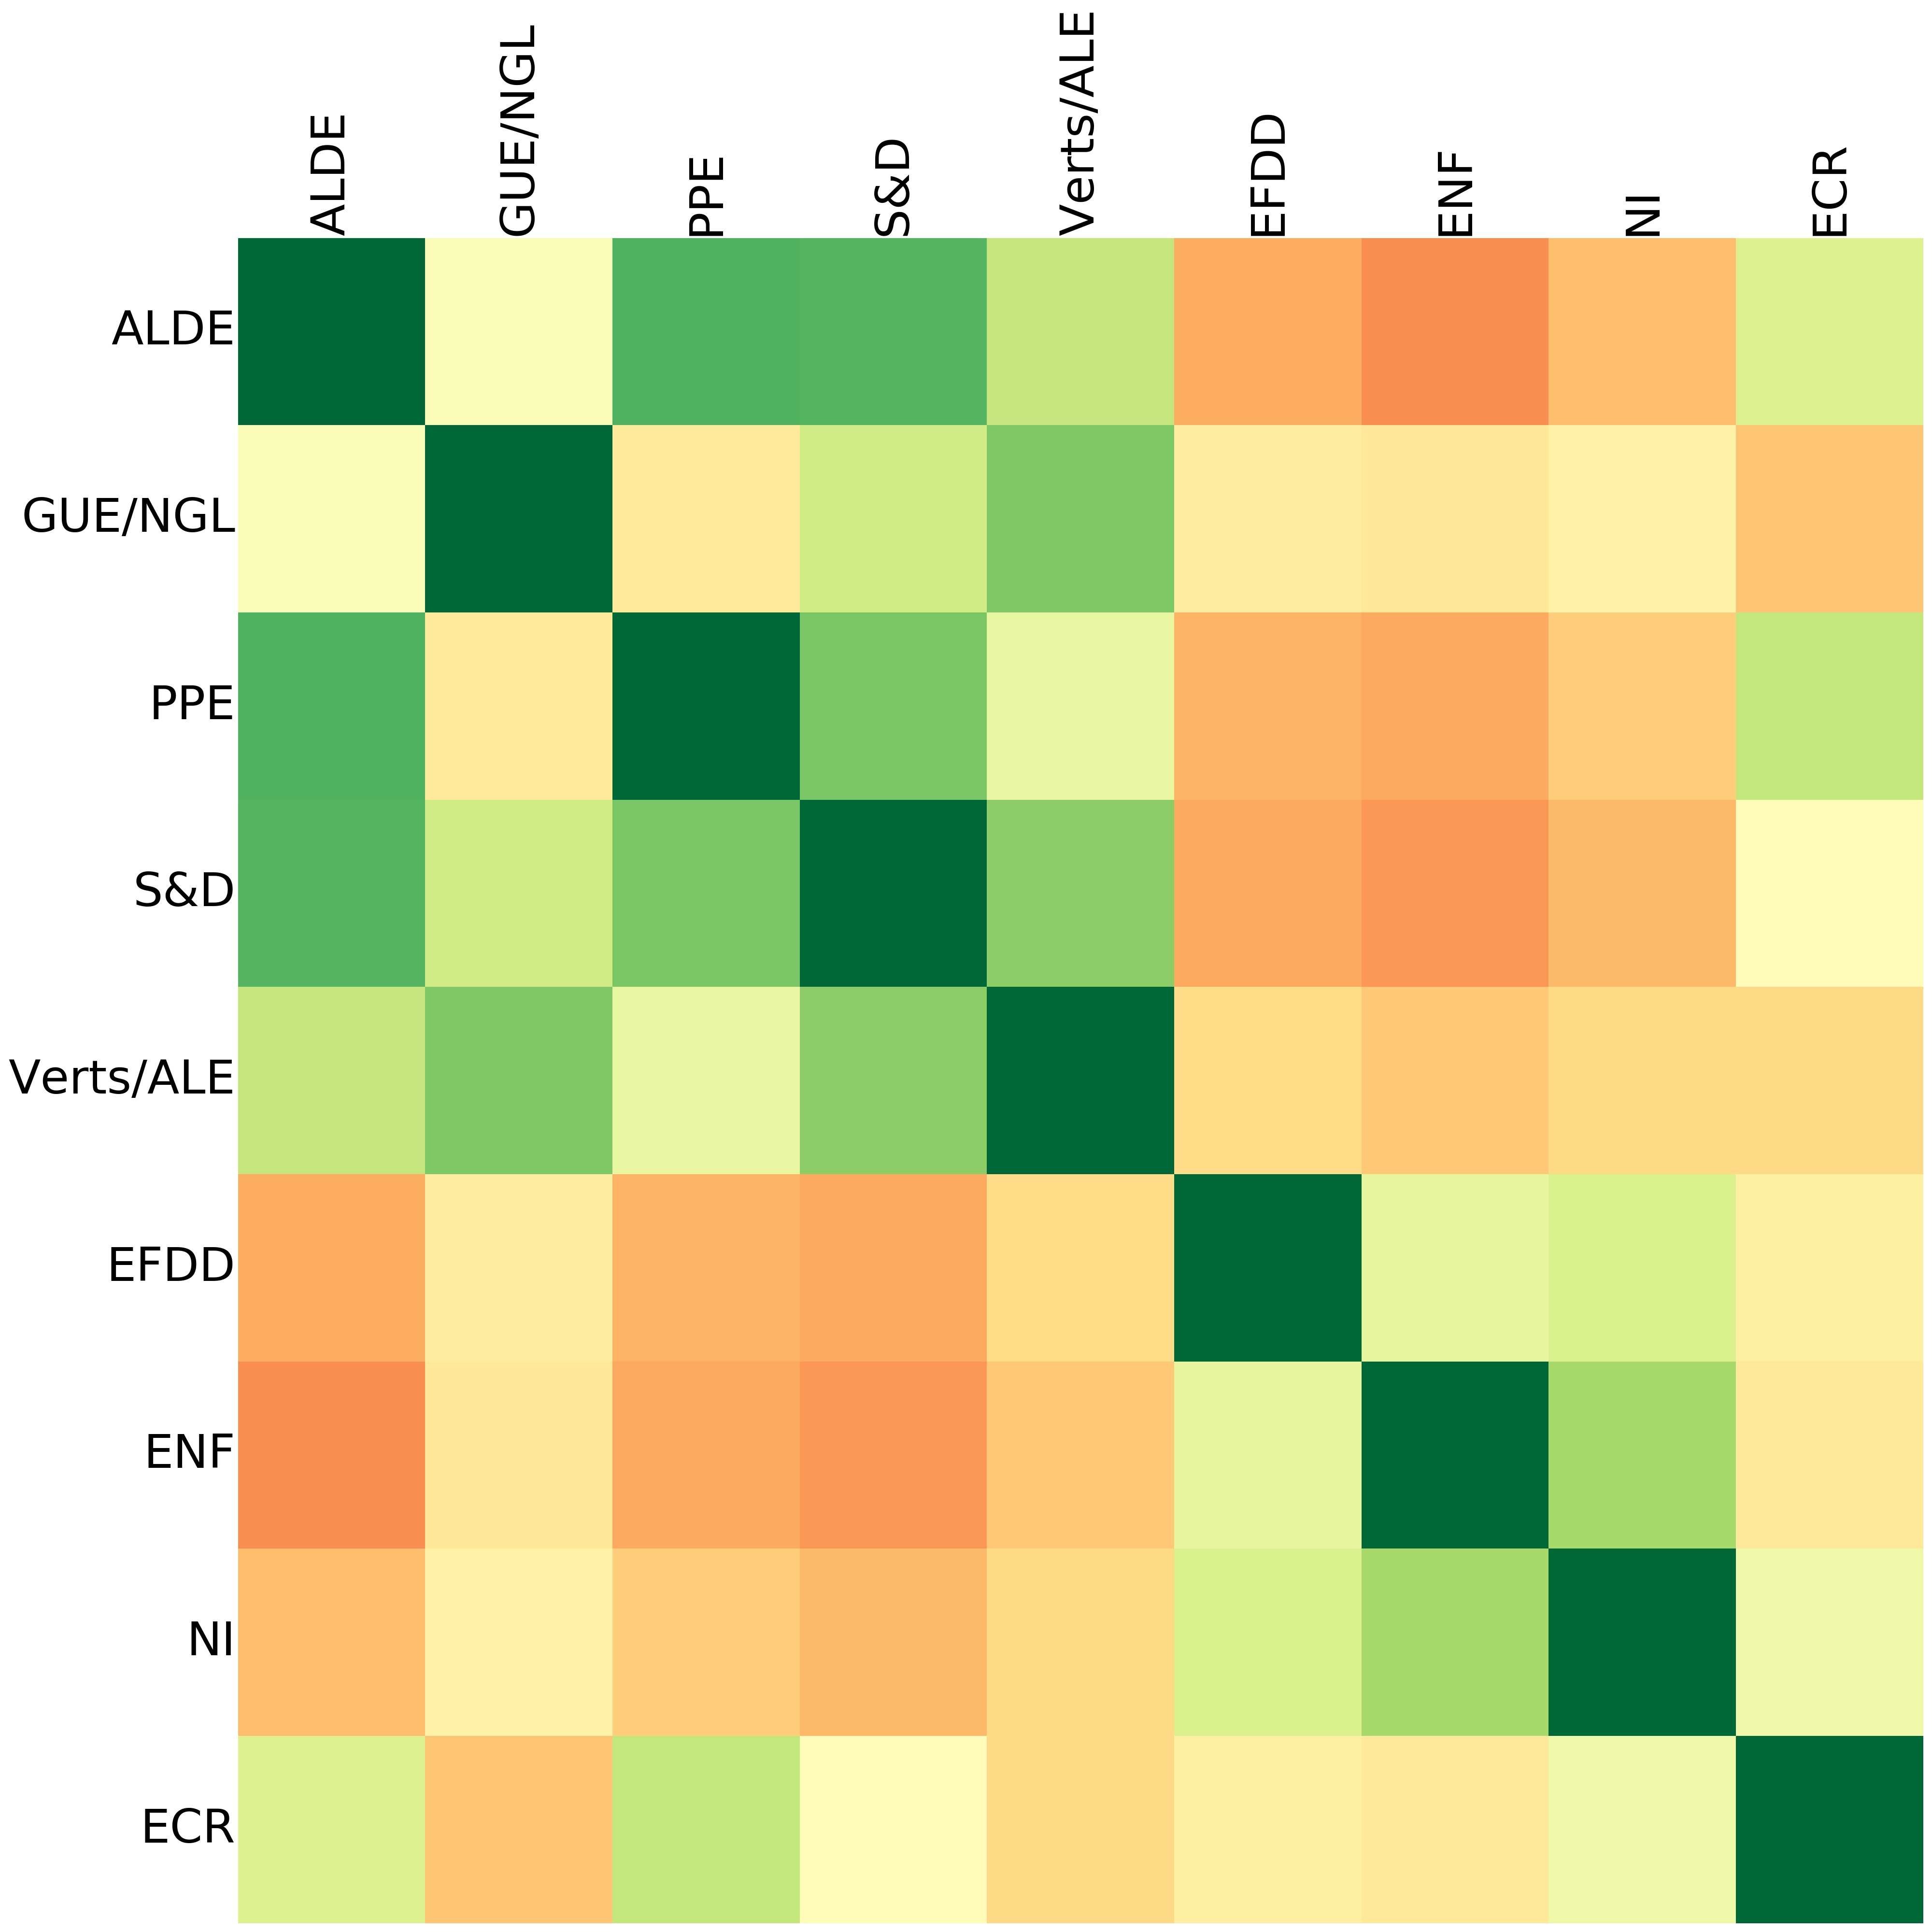 ALDE
GUE/NGL
PPE
S&D
Verts/ALE
EFDD
ENF
NI
ECR
ALDE
GUE/NGL
PPE
S&D
Verts/ALE
EFDD
ENF
NI
ECR